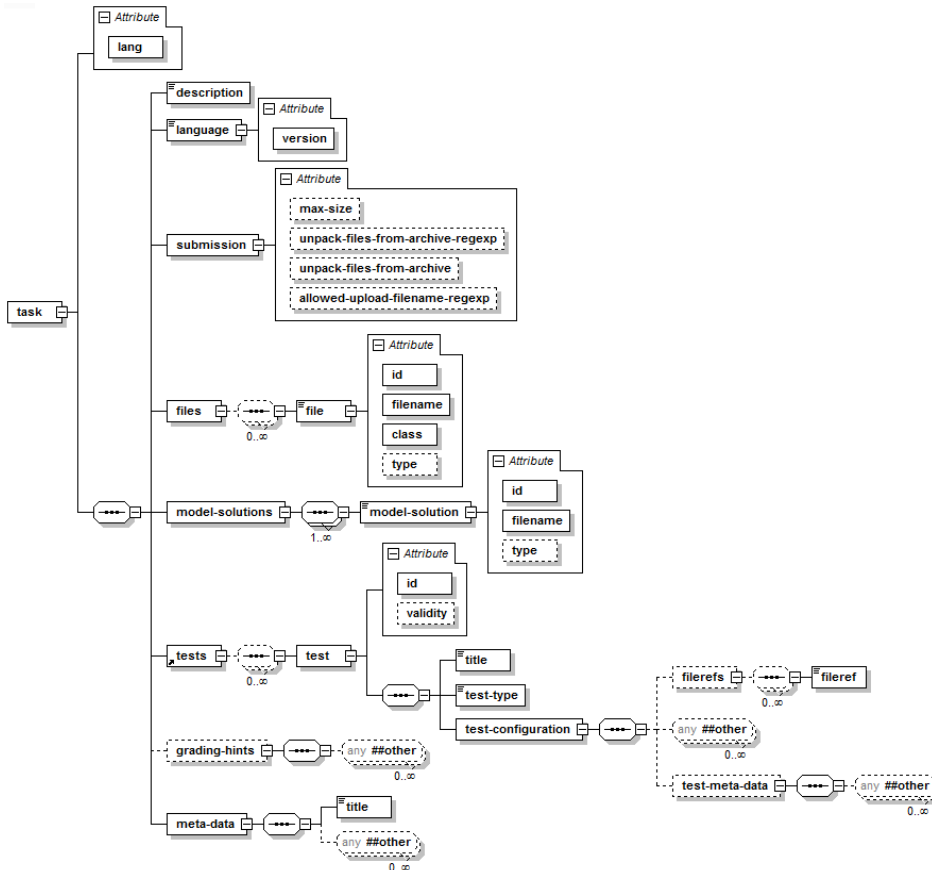 Attribute
lang
description
language
Attribute
version
Attribute
max-size
unpack-files-from-archive-regexp
submission
unpack-files-from-archive
allowed-upload-filename-regexp
task
Attribute
id
files
file
filename
0..∞
class
type
Attribute
id
model-solutions
model-solution
filename
1..∞
type
Attribute
id
validity
tests
test
title
0..∞
filerefs
fileref
test-type
0..∞
test-configuration
any ##other
grading-hints
any ##other
0..∞
0..∞
test-meta-data
any ##other
title
0..∞
meta-data
any ##other
0..∞